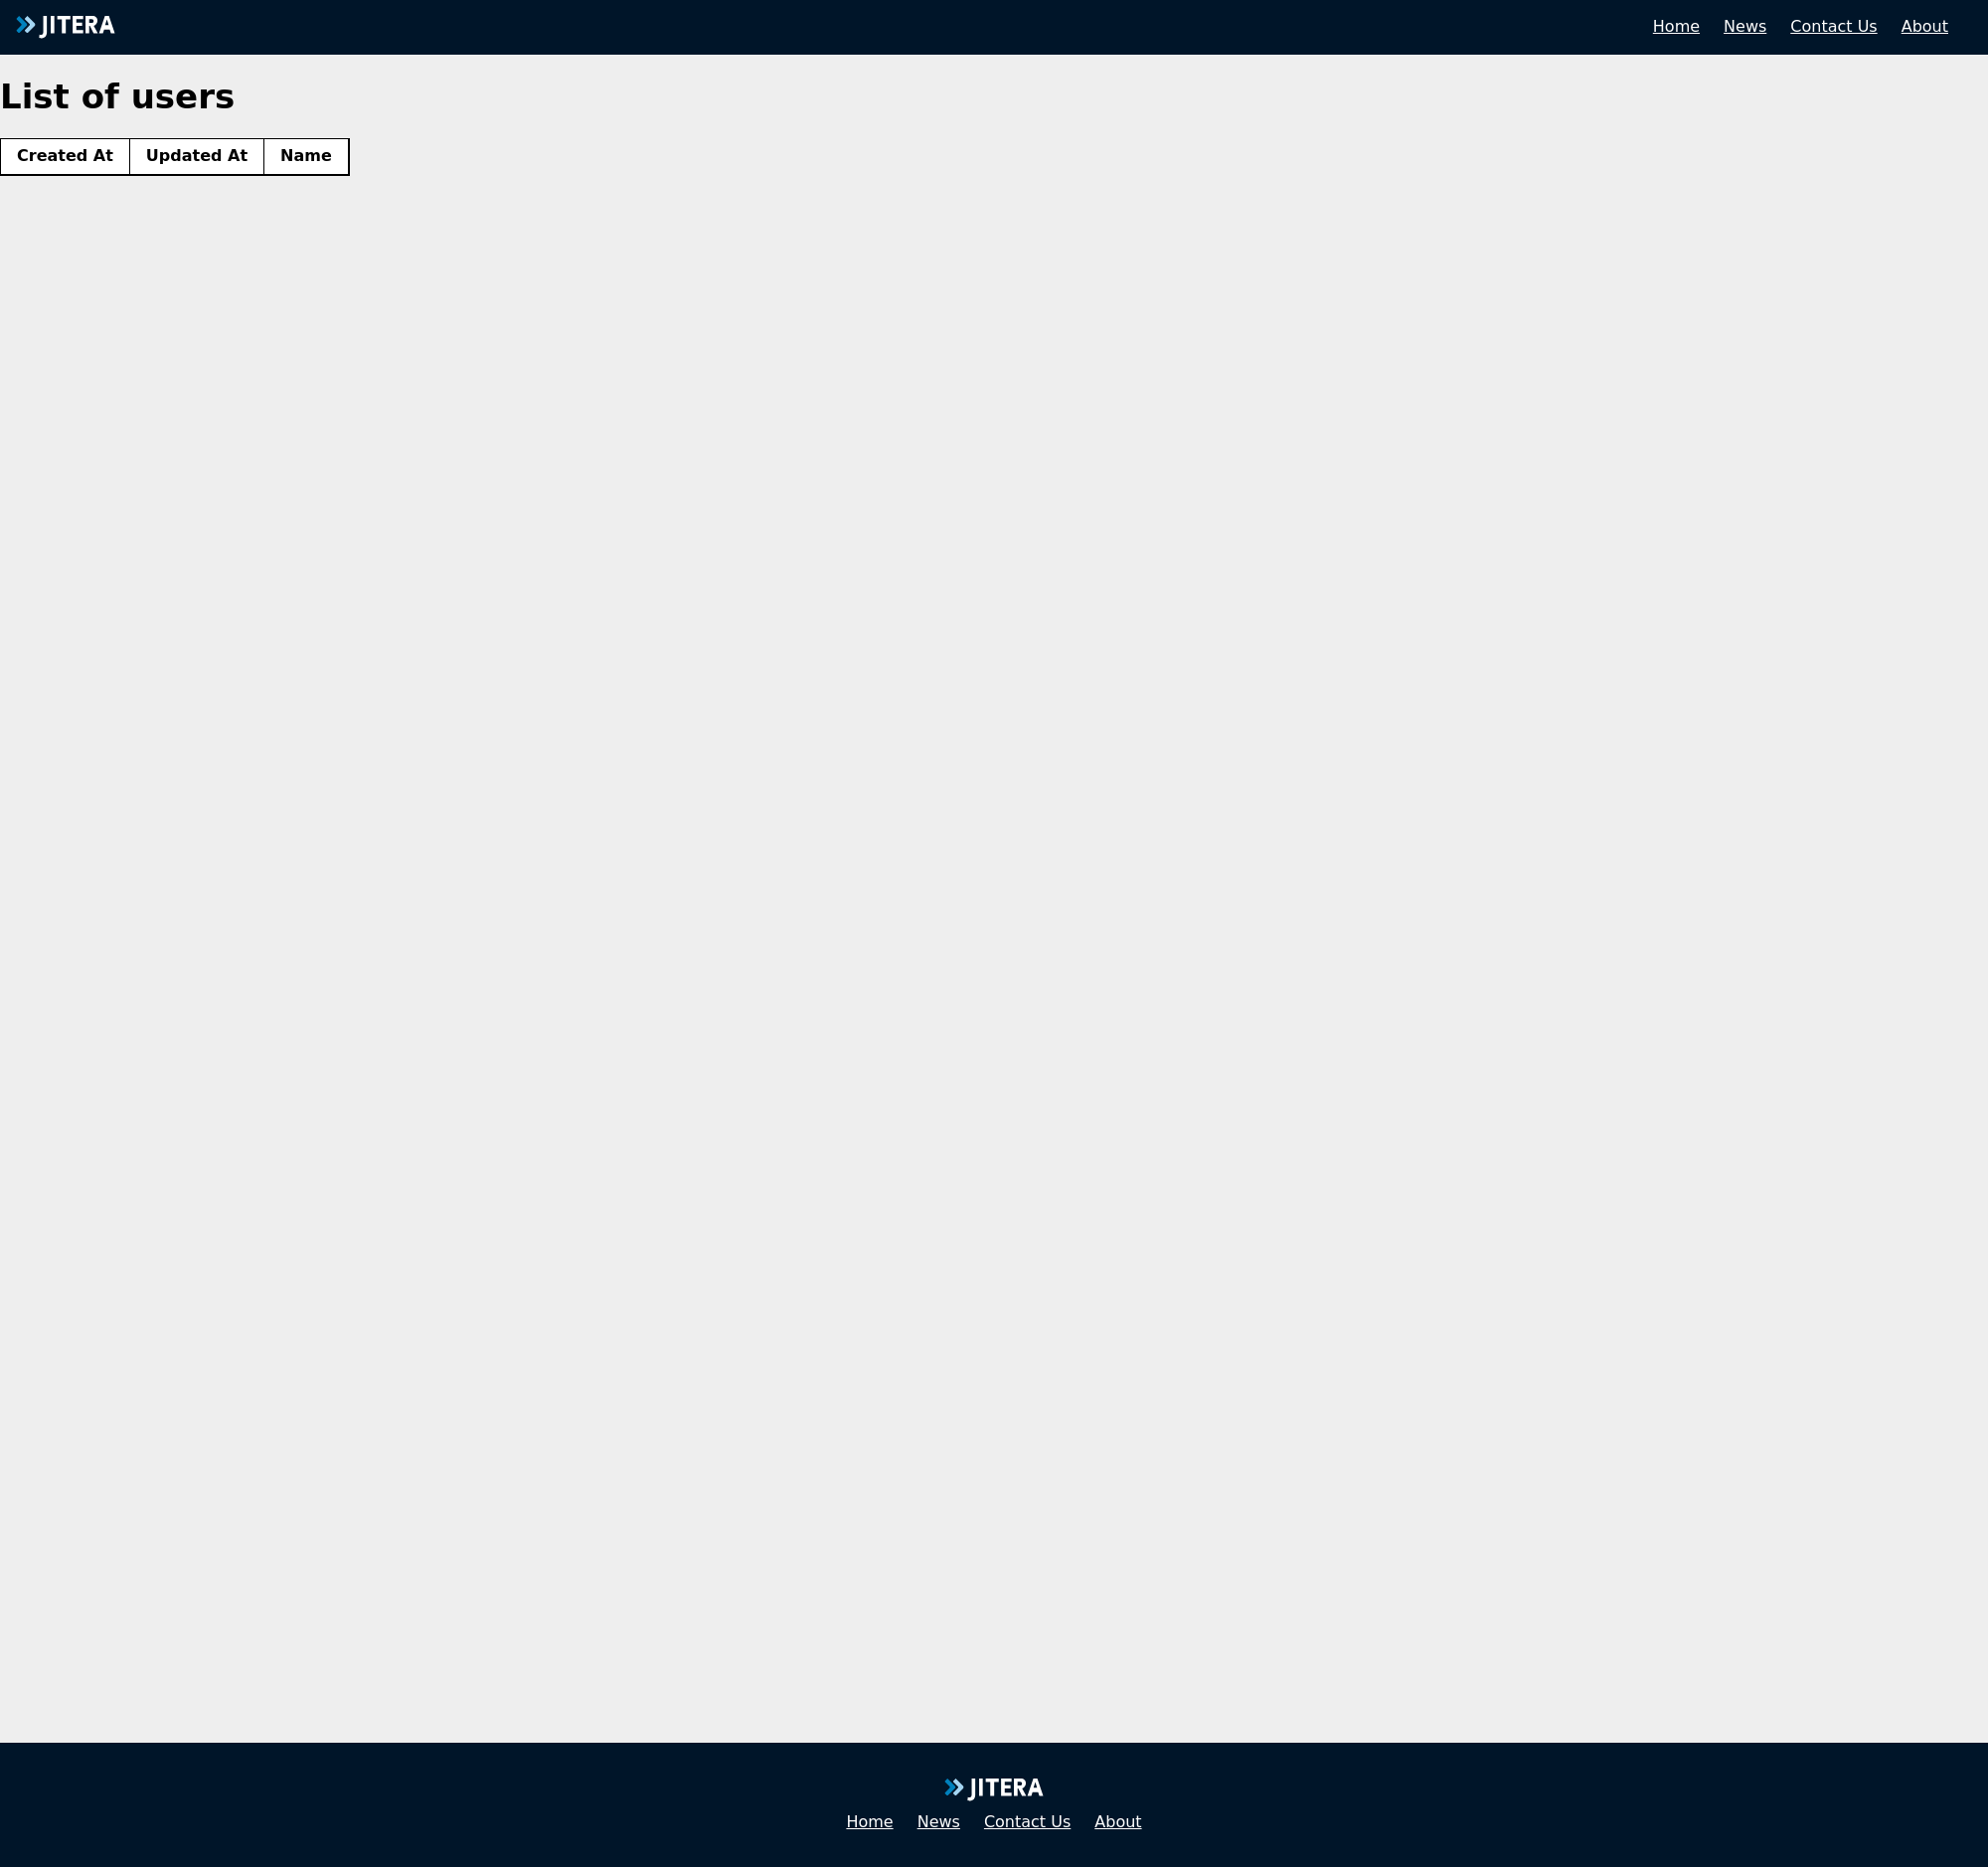 JITERA
Home News Contact Us About
List of users
Created At Updated At Name
JITERA
Home News Contact Us About